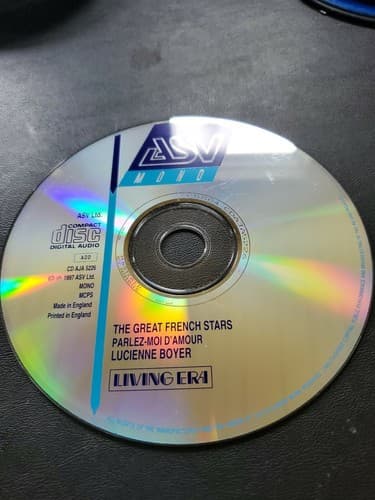 ASV
MONO
ASV Ltd.
COMPACT
disc
DIGITAL AUDIO
ADD
CD AJA 5226
℗ © 1997 ASV Ltd.
MONO
MCPS
Made in England
Printed in England
THE GREAT FRENCH STARS
PARLEZ-MOI D'AMOUR
LUCIENNE BOYER
LIVING ERA